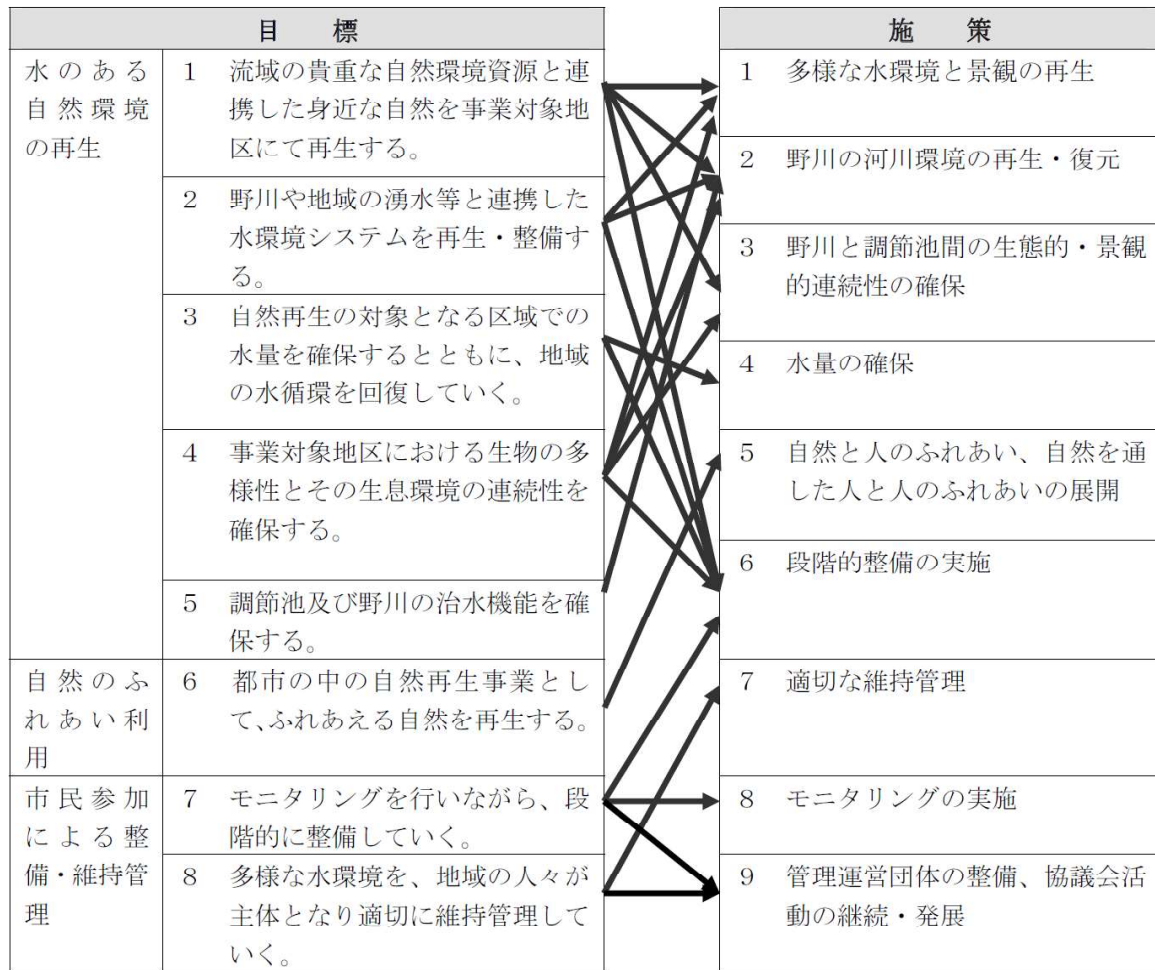 目　標
水のある
自然環境
の再生
1　流域の貴重な自然環境資源と連
携した身近な自然を事業対象地
区にて再生する。
2　野川や地域の湧水等と連携した
水環境システムを再生・整備す
る。
3　自然再生の対象となる区域での
水量を確保するとともに、地域
の水循環を回復していく。
4　事業対象地区における生物の多
様性とその生息環境の連続性を
確保する。
5　調節池及び野川の治水機能を確
保する。
自然のふ
れあい利
用
6　都市の中の自然再生事業とし
て、ふれあえる自然を再生する。
市民参加
による整
備・維持管
理
7　モニタリングを行いながら、段
階的に整備していく。
8　多様な水環境を、地域の人々が
主体となり適切に維持管理して
いく。
施　策
1　多様な水環境と景観の再生
2　野川の河川環境の再生・復元
3　野川と調節池間の生態的・景観
的連続性の確保
4　水量の確保
5　自然と人のふれあい、自然を通
した人と人のふれあいの展開
6　段階的整備の実施
7　適切な維持管理
8　モニタリングの実施
9　管理運営団体の整備、協議会活
動の継続・発展